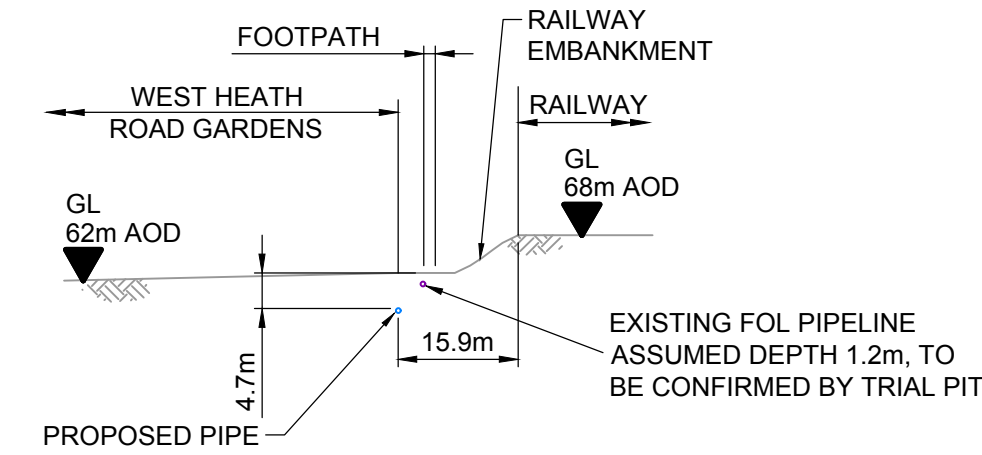 RAILWAY
EMBANKMENT
FOOTPATH
WEST HEATH
ROAD GARDENS
RAILWAY
GL
68m AOD
GL
62m AOD
15.9m
4.7m
EXISTING FOL PIPELINE
ASSUMED DEPTH 1.2m, TO
BE CONFIRMED BY TRIAL PIT
PROPOSED PIPE